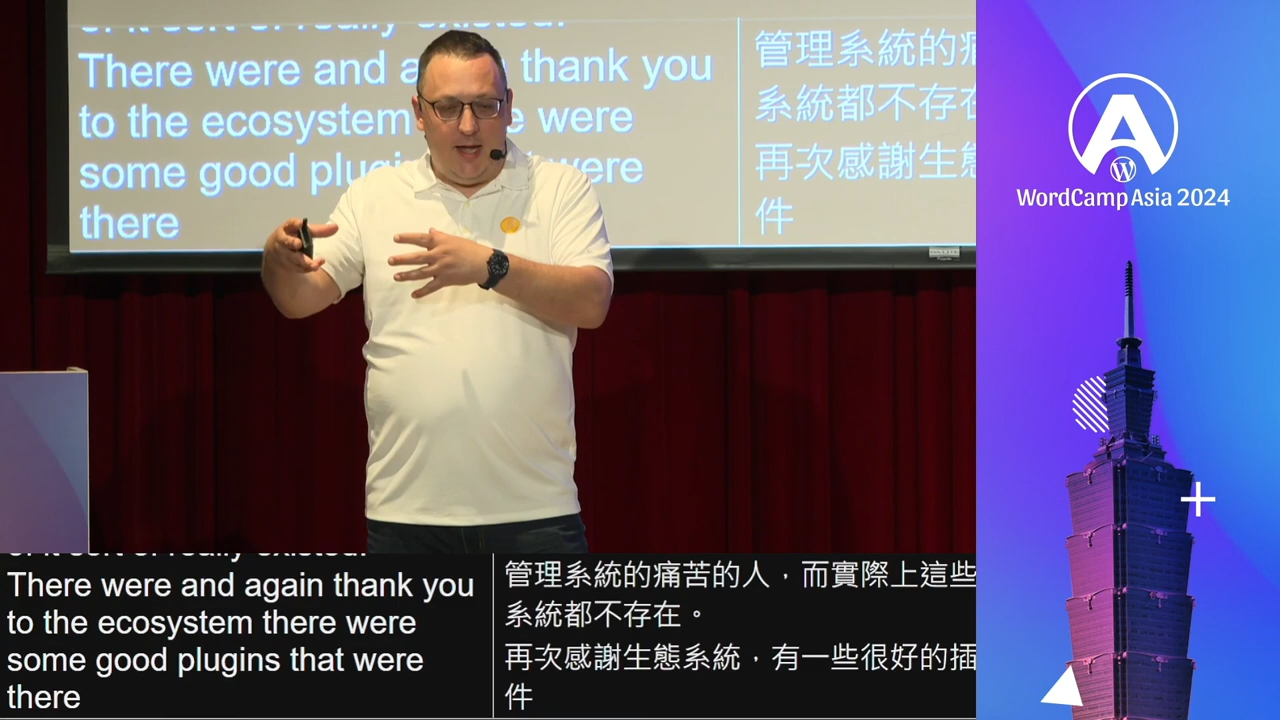 There were and a thank you
to the ecosystem were
some good were
there
管理系統的
系統都不存在
再次感謝生態
件
WordCamp Asia 2024
There were and again thank you
to the ecosystem there were
some good plugins that were
there
管理系統的痛苦的人，而實際上這些
系統都不存在。
再次感謝生態系統，有一些很好的插
件